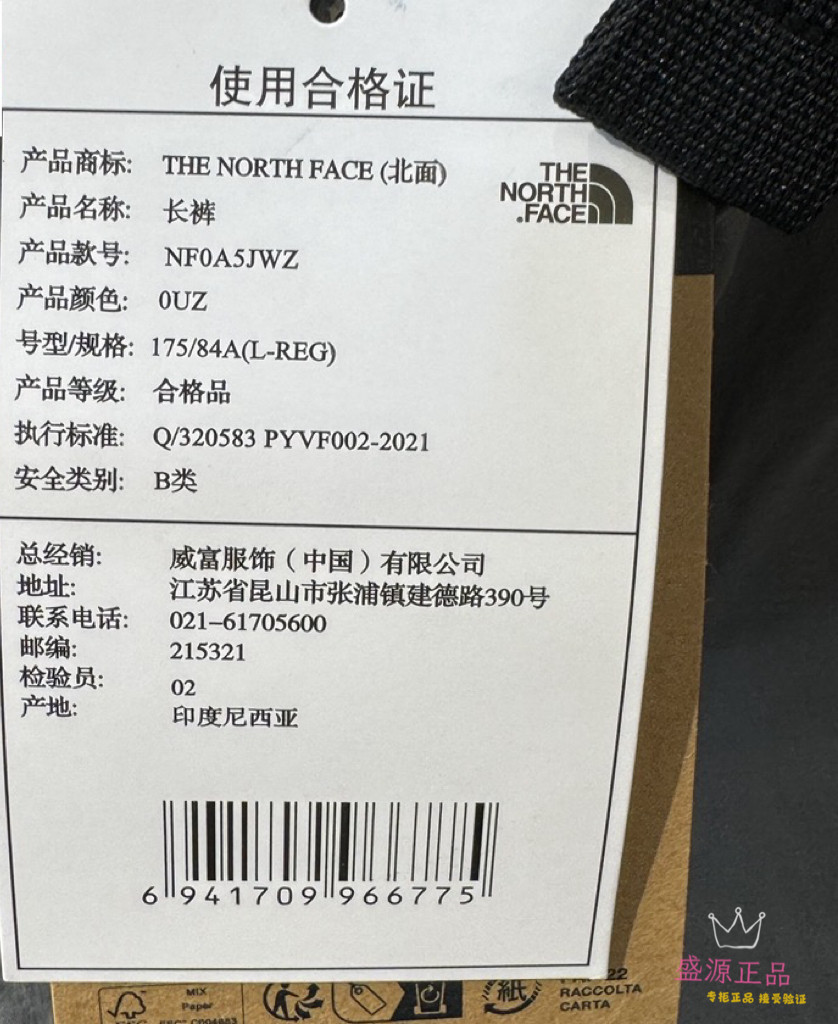 使用合格证
产品商标: THE NORTH FACE (北面)
THE
NORTH
FACE
产品名称: 长裤
产品款号: NF0A5JWZ
产品颜色: 0UZ
号型/规格: 175/84A(L-REG)
产品等级: 合格品
执行标准: Q/320583 PYVF002-2021
安全类别: B类
总经销: 威富服饰（中国）有限公司
地址: 江苏省昆山市张浦镇建德路390号
联系电话: 021-61705600
邮编: 215321
检验员: 02
产地: 印度尼西亚
6 941709 966775
MIX
Paper
紙
22
RACCOLTA
CARTA
盛源正品
专柜正品 接受验证